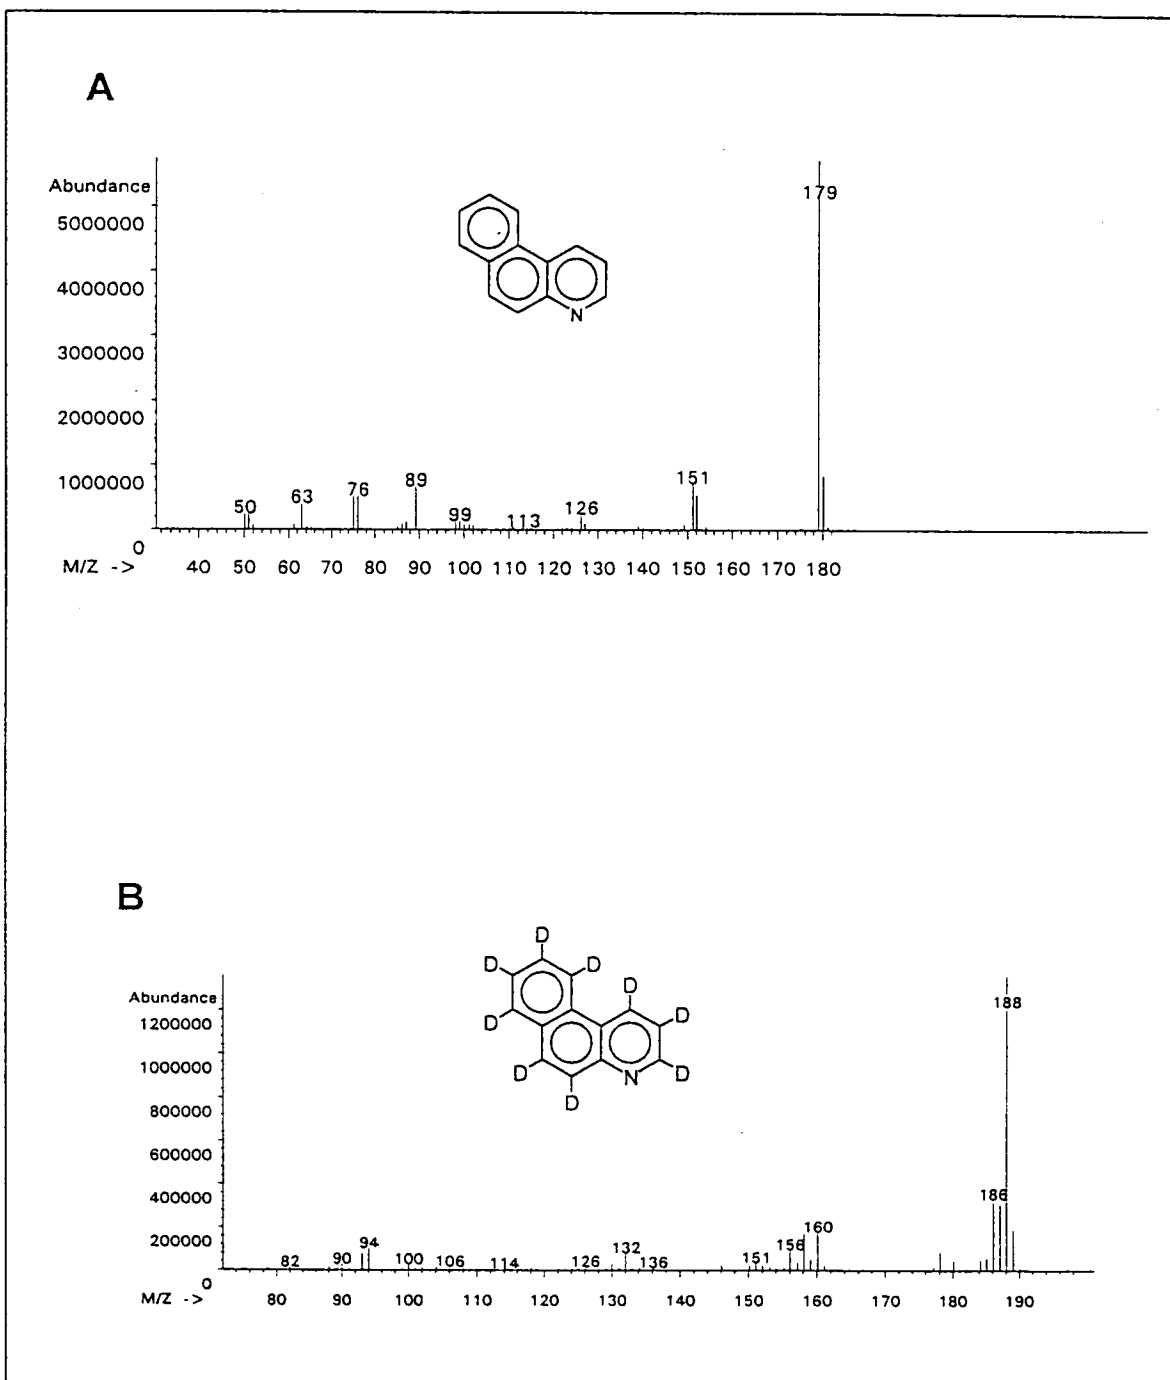 A
Abundance
5000000
4000000
3000000
2000000
1000000
0
179
N
50 63 76 89 99 113 126 151
M/Z -> 40 50 60 70 80 90 100 110 120 130 140 150 160 170 180
B
D
D D
D
D
D
D
D
D
N
Abundance
1200000
1000000
800000
600000
400000
200000
0
188
186
82 90 94 100 106 114 126 132 136 151 156 160
M/Z -> 80 90 100 110 120 130 140 150 160 170 180 190